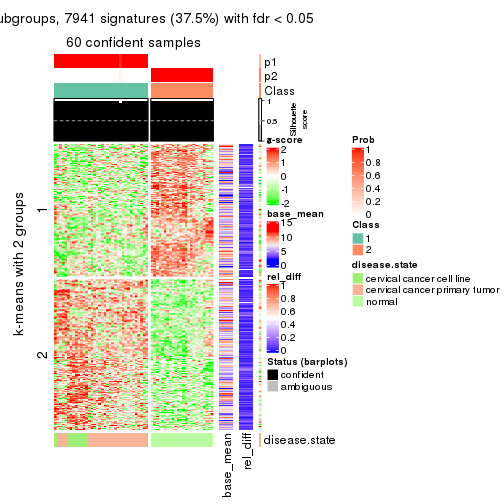 ubgroups, 7941 signatures (37.5%) with fdr < 0.05
60 confident samples
p1
p2
Class
1
0.5
0
Silhouette
score
k-means with 2 groups
1
2
z-score
2
1
0
-1
-2
base_mean
15
10
5
0
rel_diff
1
0.8
0.6
0.4
0.2
0
Status (barplots)
confident
ambiguous
Prob
1
0.8
0.6
0.4
0.2
0
Class
1
2
disease.state
cervical cancer cell line
cervical cancer primary tumor
normal
disease.state
base_mean
rel_diff